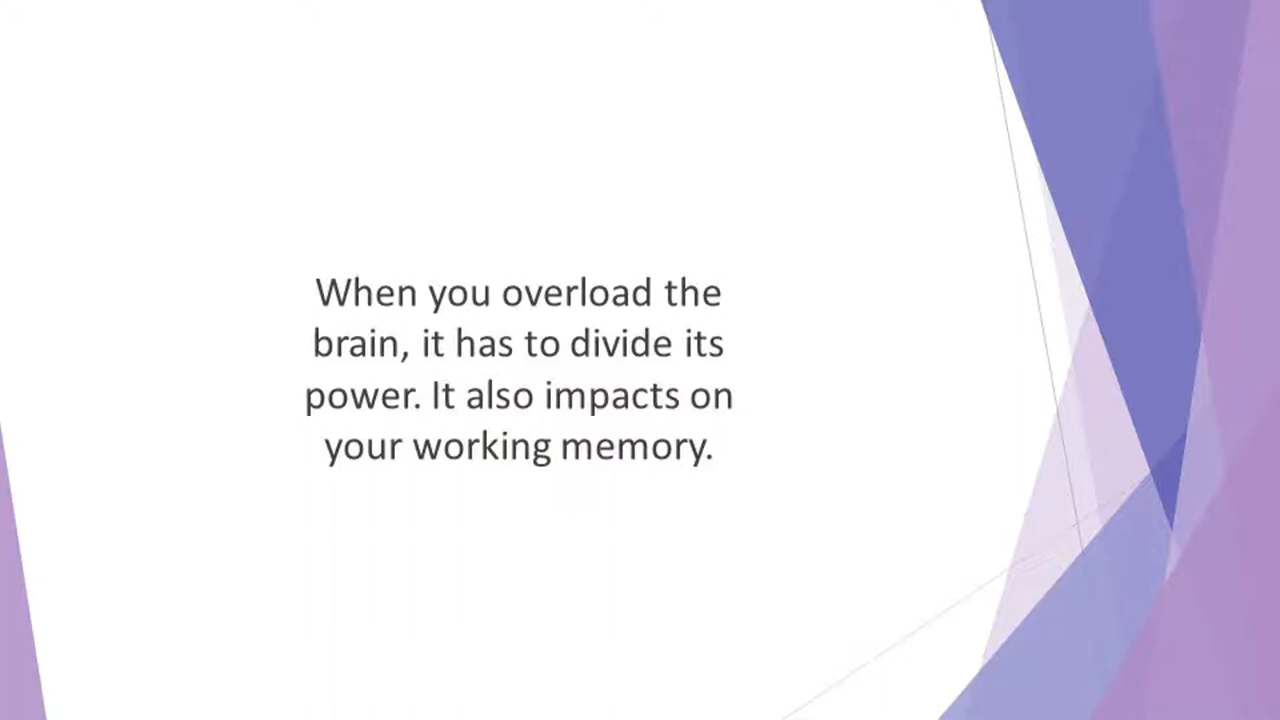 When you overload the
brain, it has to divide its
power. It also impacts on
your working memory.